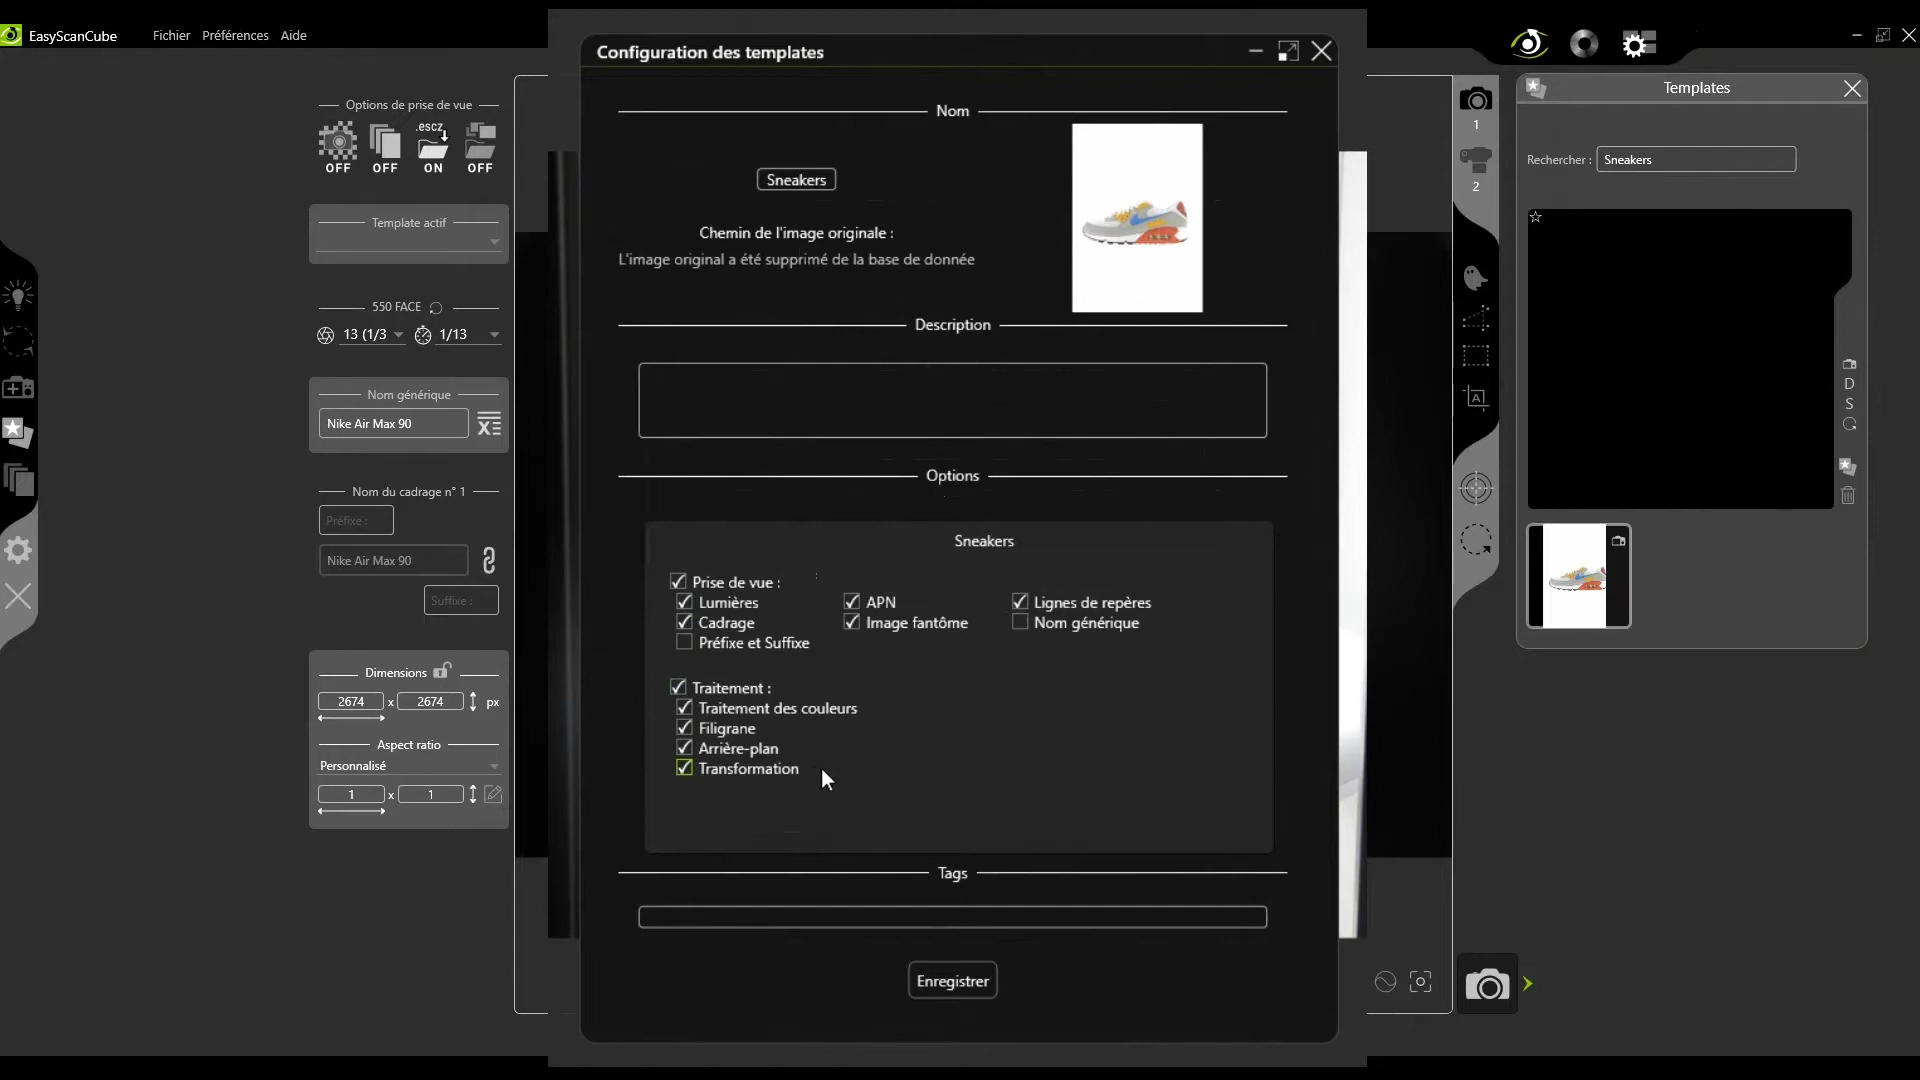 EasyScanCube
Fichier Préférences Aide
Options de prise de vue
.escz
OFF OFF ON OFF
Template actif
550 FACE
13 (1/3 1/13
Nom générique
Nike Air Max 90
Nom du cadrage n° 1
Préfixe :
Nike Air Max 90
Suffixe :
Dimensions
2674 x 2674 px
Aspect ratio
Personnalisé
1 x 1
Configuration des templates
Nom
Sneakers
Chemin de l'image originale :
L'image original a été supprimé de la base de donnée
Description
Options
Sneakers
Prise de vue :
Lumières APN Lignes de repères
Cadrage Image fantôme Nom générique
Préfixe et Suffixe
Traitement :
Traitement des couleurs
Filigrane
Arrière-plan
Transformation
Tags
Enregistrer
1
2
A
Templates
Rechercher : Sneakers
D
S